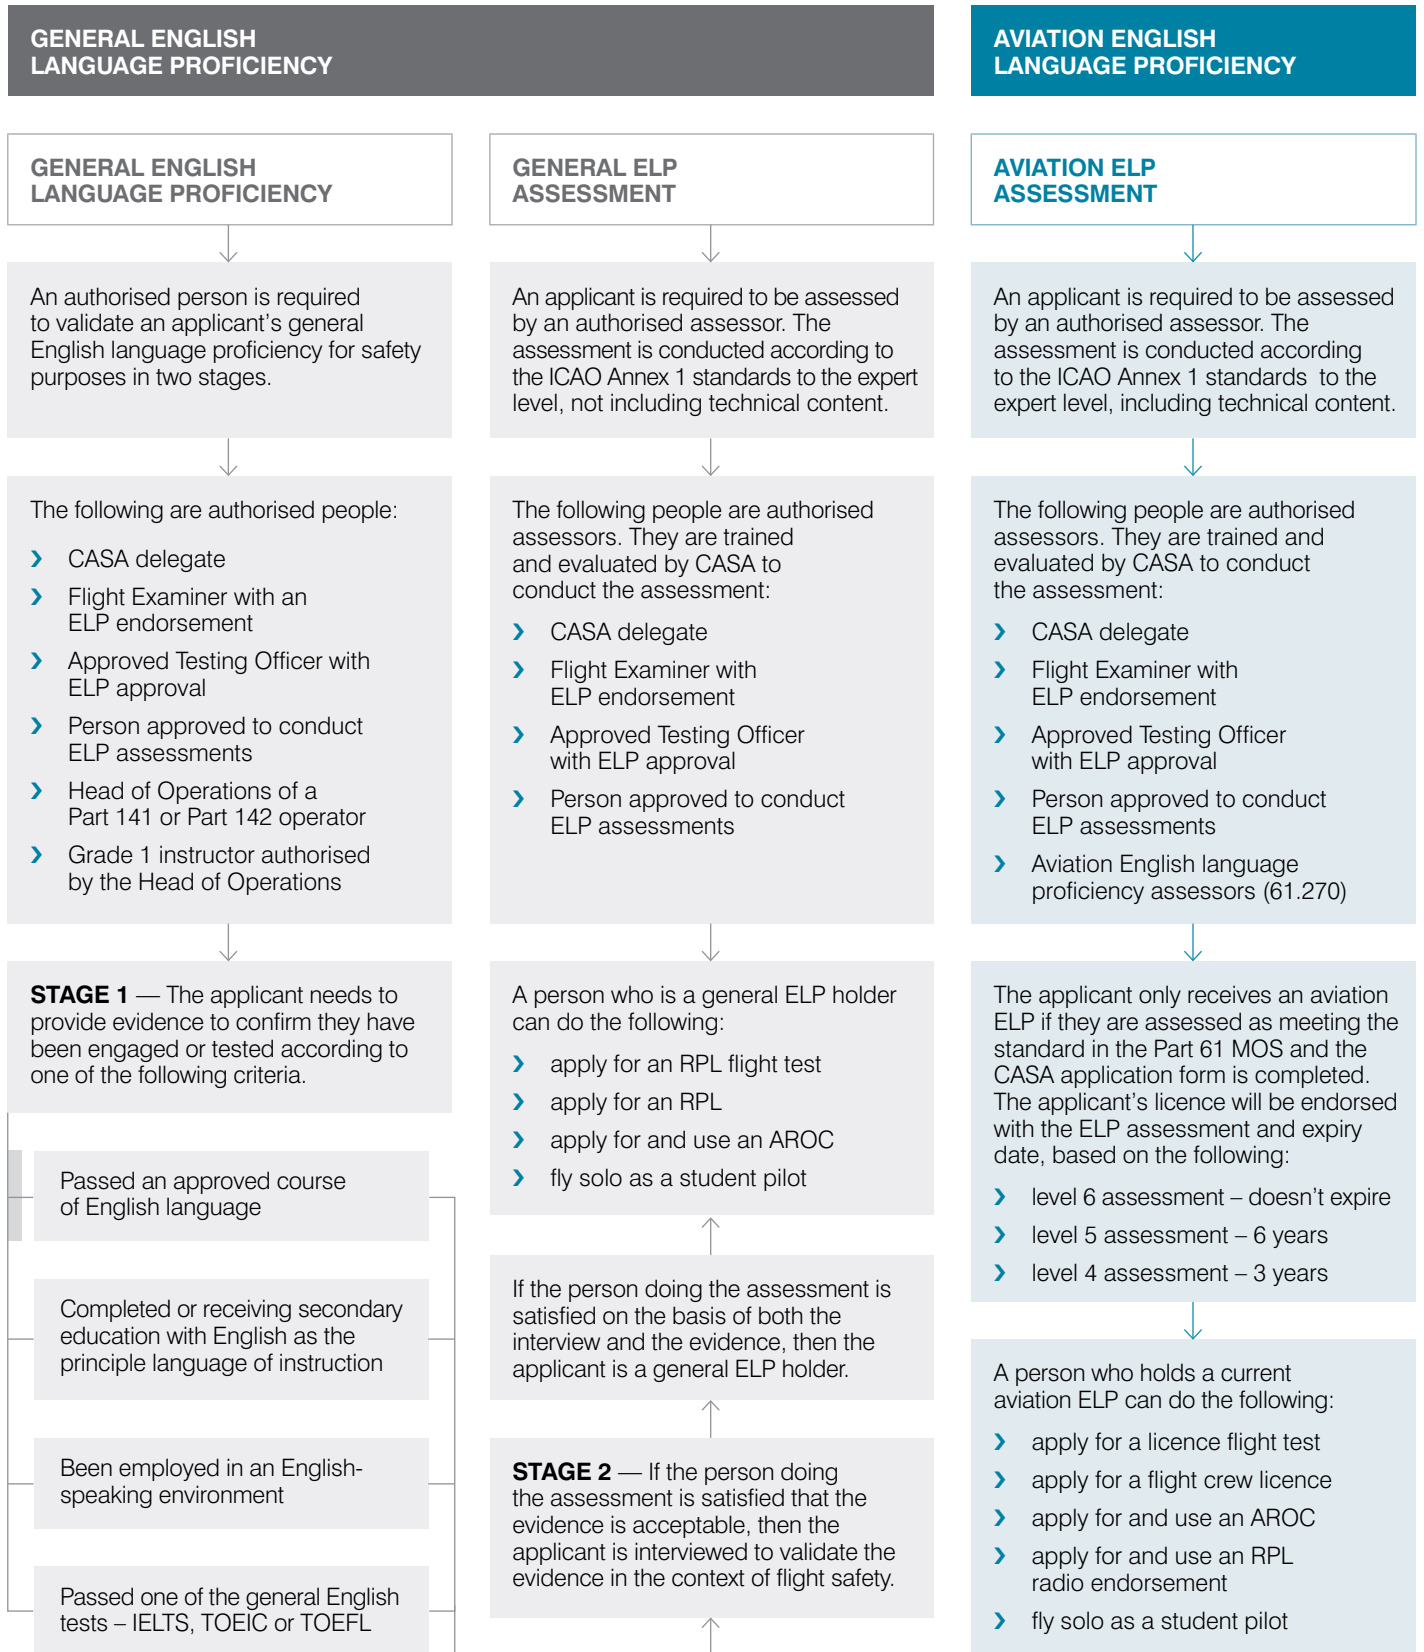 GENERAL ENGLISH
LANGUAGE PROFICIENCY
GENERAL ENGLISH
LANGUAGE PROFICIENCY
An authorised person is required
to validate an applicant's general
English language proficiency for safety
purposes in two stages.
The following are authorised people:
› CASA delegate
› Flight Examiner with an
ELP endorsement
› Approved Testing Officer with
ELP approval
› Person approved to conduct
ELP assessments
› Head of Operations of a
Part 141 or Part 142 operator
› Grade 1 instructor authorised
by the Head of Operations
STAGE 1 — The applicant needs to
provide evidence to confirm they have
been engaged or tested according to
one of the following criteria.
Passed an approved course
of English language
Completed or receiving secondary
education with English as the
principle language of instruction
Been employed in an English-
speaking environment
Passed one of the general English
tests – IELTS, TOEIC or TOEFL
GENERAL ELP
ASSESSMENT
An applicant is required to be assessed
by an authorised assessor. The
assessment is conducted according to
the ICAO Annex 1 standards to the expert
level, not including technical content.
The following people are authorised
assessors. They are trained
and evaluated by CASA to
conduct the assessment:
› CASA delegate
› Flight Examiner with
ELP endorsement
› Approved Testing Officer
with ELP approval
› Person approved to conduct
ELP assessments
A person who is a general ELP holder
can do the following:
› apply for an RPL flight test
› apply for an RPL
› apply for and use an AROC
› fly solo as a student pilot
If the person doing the assessment is
satisfied on the basis of both the
interview and the evidence, then the
applicant is a general ELP holder.
STAGE 2 — If the person doing
the assessment is satisfied that the
evidence is acceptable, then the
applicant is interviewed to validate the
evidence in the context of flight safety.
AVIATION ENGLISH
LANGUAGE PROFICIENCY
AVIATION ELP
ASSESSMENT
An applicant is required to be assessed
by an authorised assessor. The
assessment is conducted according
to the ICAO Annex 1 standards  to the
expert level, including technical content.
The following people are authorised
assessors. They are trained and
evaluated by CASA to conduct
the assessment:
› CASA delegate
› Flight Examiner with
ELP endorsement
› Approved Testing Officer
with ELP approval
› Person approved to conduct
ELP assessments
› Aviation English language
proficiency assessors (61.270)
The applicant only receives an aviation
ELP if they are assessed as meeting the
standard in the Part 61 MOS and the
CASA application form is completed.
The applicant's licence will be endorsed
with the ELP assessment and expiry
date, based on the following:
› level 6 assessment – doesn't expire
› level 5 assessment – 6 years
› level 4 assessment – 3 years
A person who holds a current
aviation ELP can do the following:
› apply for a licence flight test
› apply for a flight crew licence
› apply for and use an AROC
› apply for and use an RPL
radio endorsement
› fly solo as a student pilot